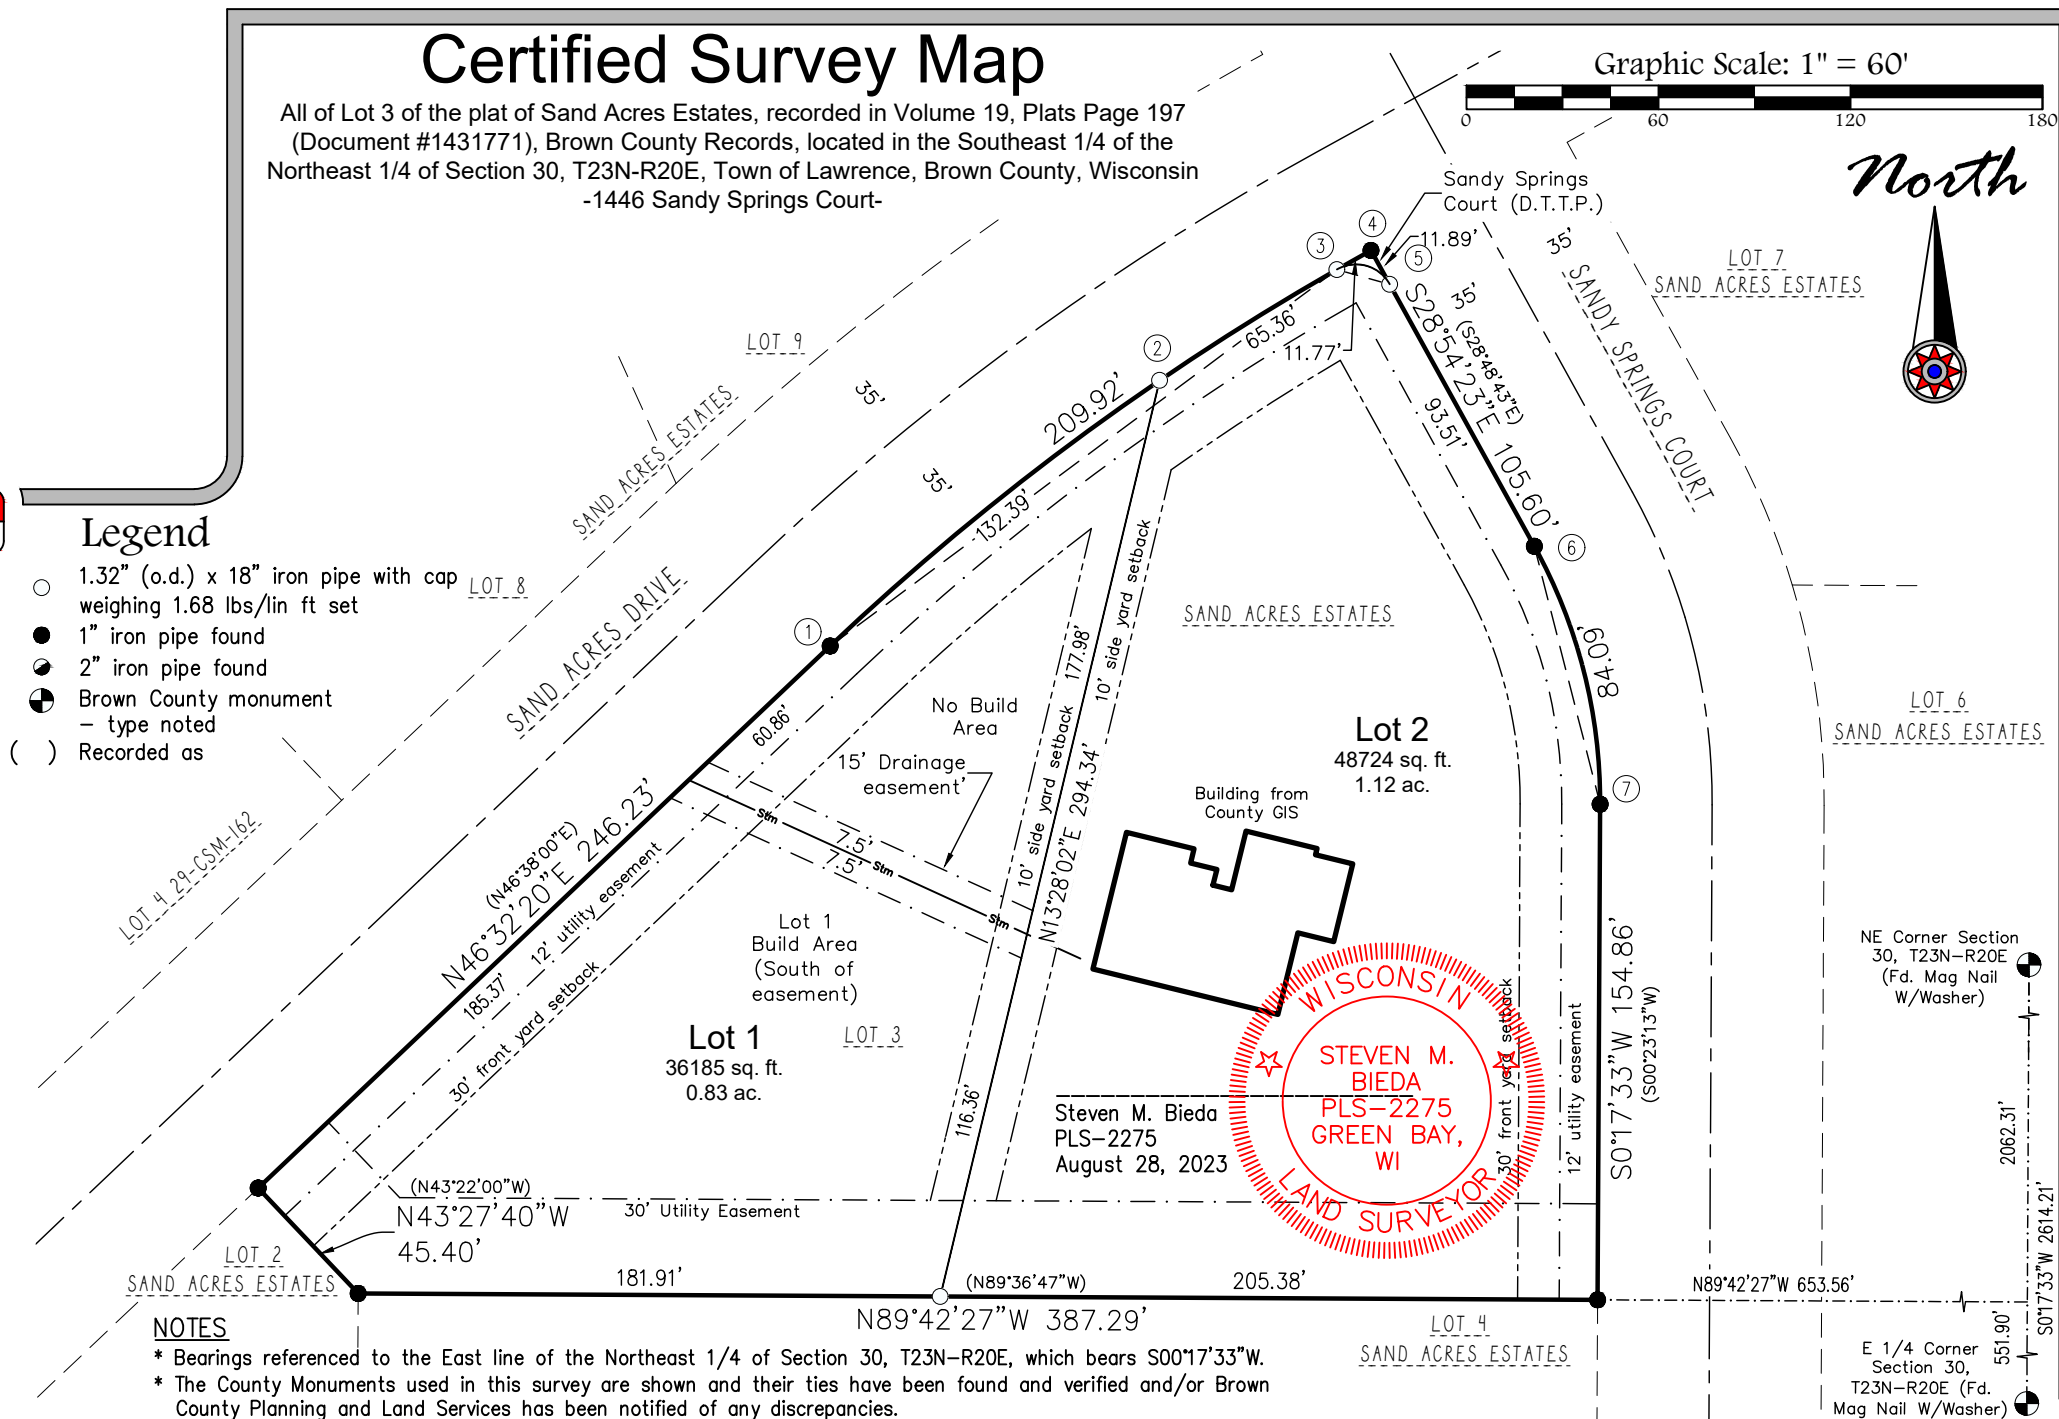 Certified Survey Map
All of Lot 3 of the plat of Sand Acres Estates, recorded in Volume 19, Plats Page 197
(Document #1431771), Brown County Records, located in the Southeast 1/4 of the
Northeast 1/4 of Section 30, T23N-R20E, Town of Lawrence, Brown County, Wisconsin
-1446 Sandy Springs Court-
Graphic Scale: 1" = 60'
0 60 120 180
North
Sandy Springs
Court (D.T.T.P.)
11.89'
3
4
5
35'
SANDY SPRINGS COURT
LOT 7
SAND ACRES ESTATES
35'
S28°54'23"E 105.60'
(S28°48'43"E)
93.51'
11.77'
65.36'
2
209.92'
132.39'
LOT 9
SAND ACRES ESTATES
35'
35'
Legend
1.32" (o.d.) x 18" iron pipe with cap
weighing 1.68 lbs/lin ft set
1" iron pipe found
2" iron pipe found
Brown County monument
– type noted
( ) Recorded as
LOT 8
SAND ACRES DRIVE
1
6
84.09'
7
SAND ACRES ESTATES
LOT 6
SAND ACRES ESTATES
No Build
Area
15' Drainage
easement'
60.86'
10' side yard setback 177.98'
10' side yard setback
N13°28'02"E 294.34'
116.36'
Lot 2
48724 sq. ft.
1.12 ac.
Building from
County GIS
Stm
7.5'
7.5'
Stm
Stm
LOT 4 29-CSM-162
(N46°38'00"E)
N46°32'20"E 246.23'
12' utility easement
185.37'
30' front yard setback
Lot 1
Build Area
(South of
easement)
Lot 1
36185 sq. ft.
0.83 ac.
LOT 3
Steven M. Bieda
PLS-2275
August 28, 2023
WISCONSIN
STEVEN M.
BIEDA
PLS-2275
GREEN BAY,
WI
LAND SURVEYOR
30' front yard setback
12' utility easement
S0°17'33"W 154.86'
(S00°23'13"W)
NE Corner Section
30, T23N-R20E
(Fd. Mag Nail
W/Washer)
2062.31'
S0°17'33"W 2614.21'
551.90'
(N43°22'00"W)
N43°27'40"W
45.40'
30' Utility Easement
LOT 2
SAND ACRES ESTATES
181.91'
(N89°36'47"W)
205.38'
N89°42'27"W 387.29'
N89°42'27"W 653.56'
LOT 4
SAND ACRES ESTATES
E 1/4 Corner
Section 30,
T23N-R20E (Fd.
Mag Nail W/Washer)
NOTES
* Bearings referenced to the East line of the Northeast 1/4 of Section 30, T23N-R20E, which bears S00°17'33"W.
* The County Monuments used in this survey are shown and their ties have been found and verified and/or Brown
County Planning and Land Services has been notified of any discrepancies.